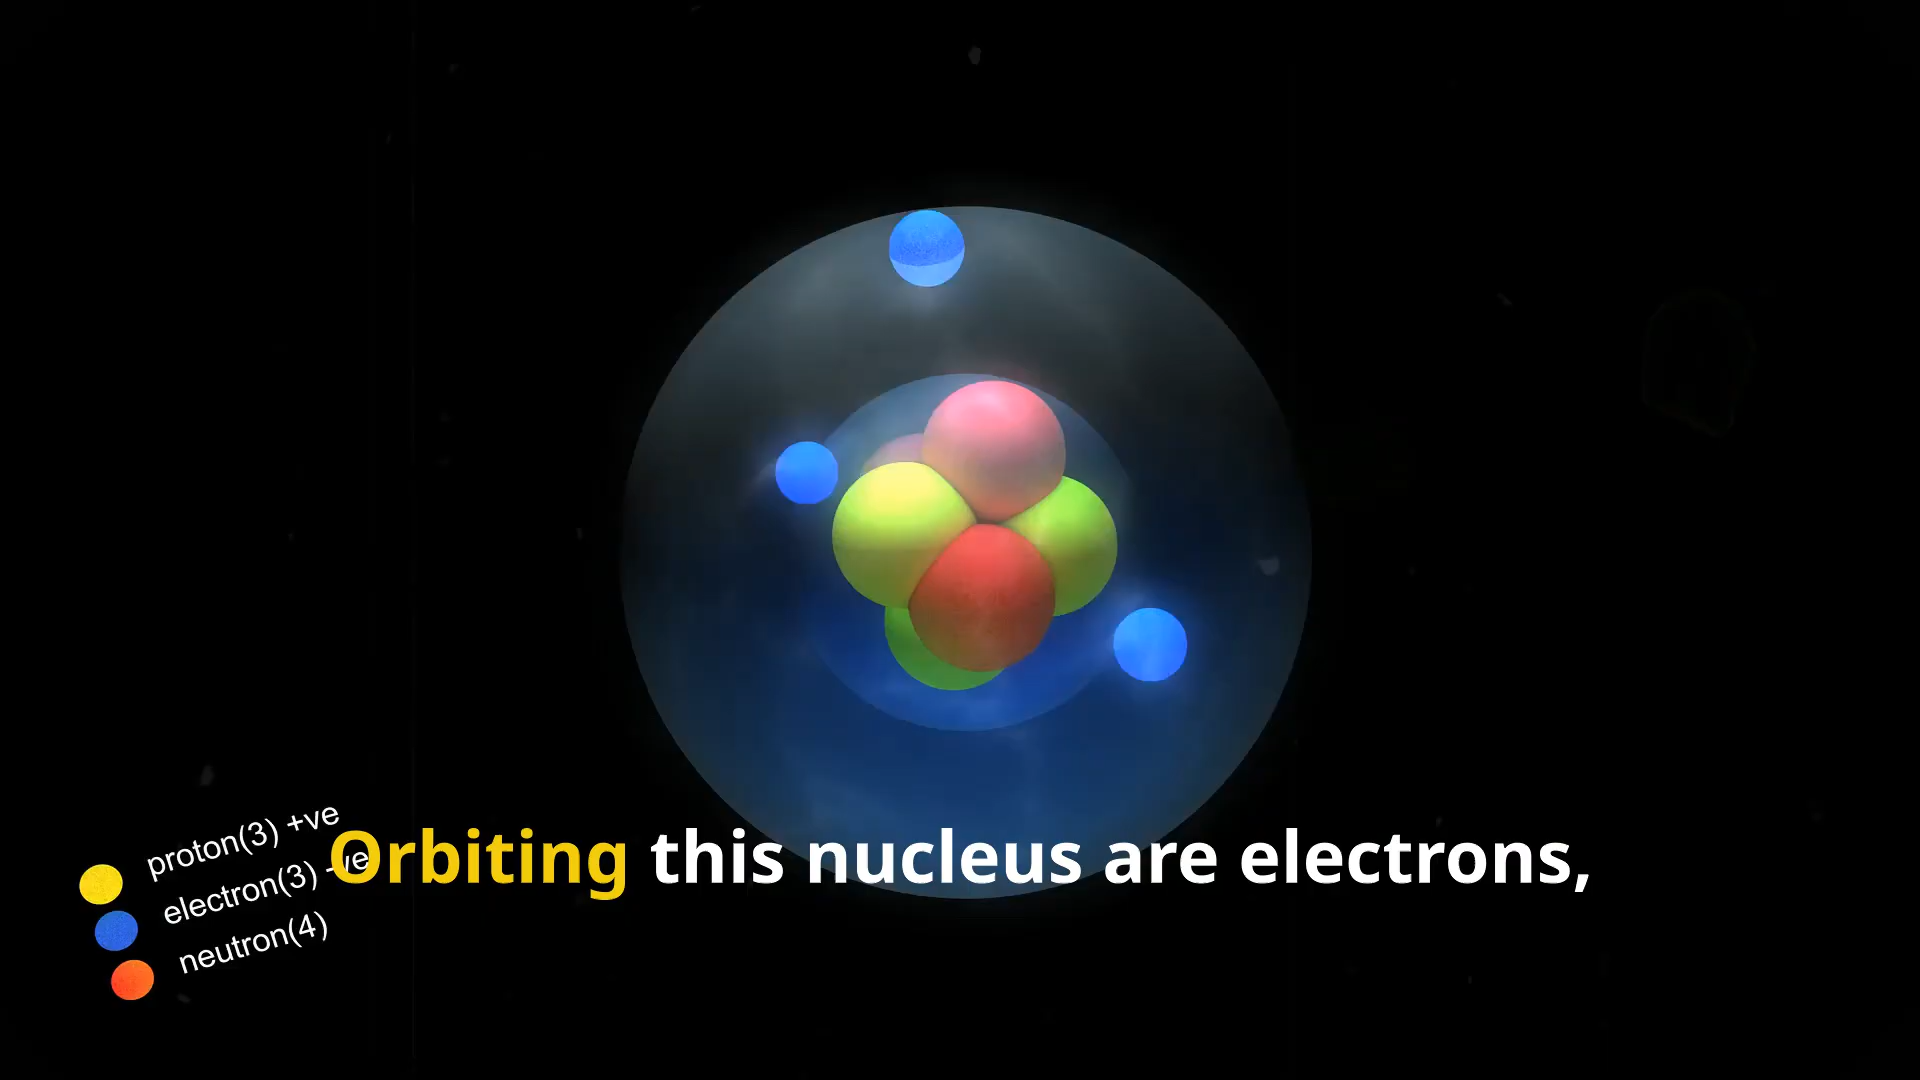 proton(3) +ve
electron(3) -ve
neutron(4)
Orbiting this nucleus are electrons,